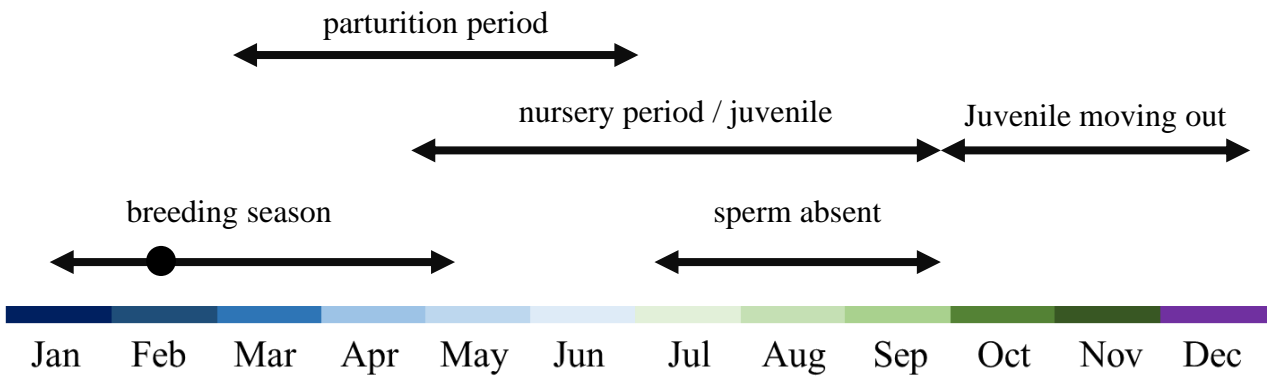 parturition period
nursery period / juvenile
Juvenile moving out
breeding season
sperm absent
Jan Feb Mar Apr May Jun Jul Aug Sep Oct Nov Dec